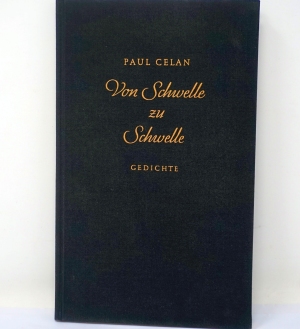 PAUL CELAN
Von Schwelle
zu
Schwelle
GEDICHTE